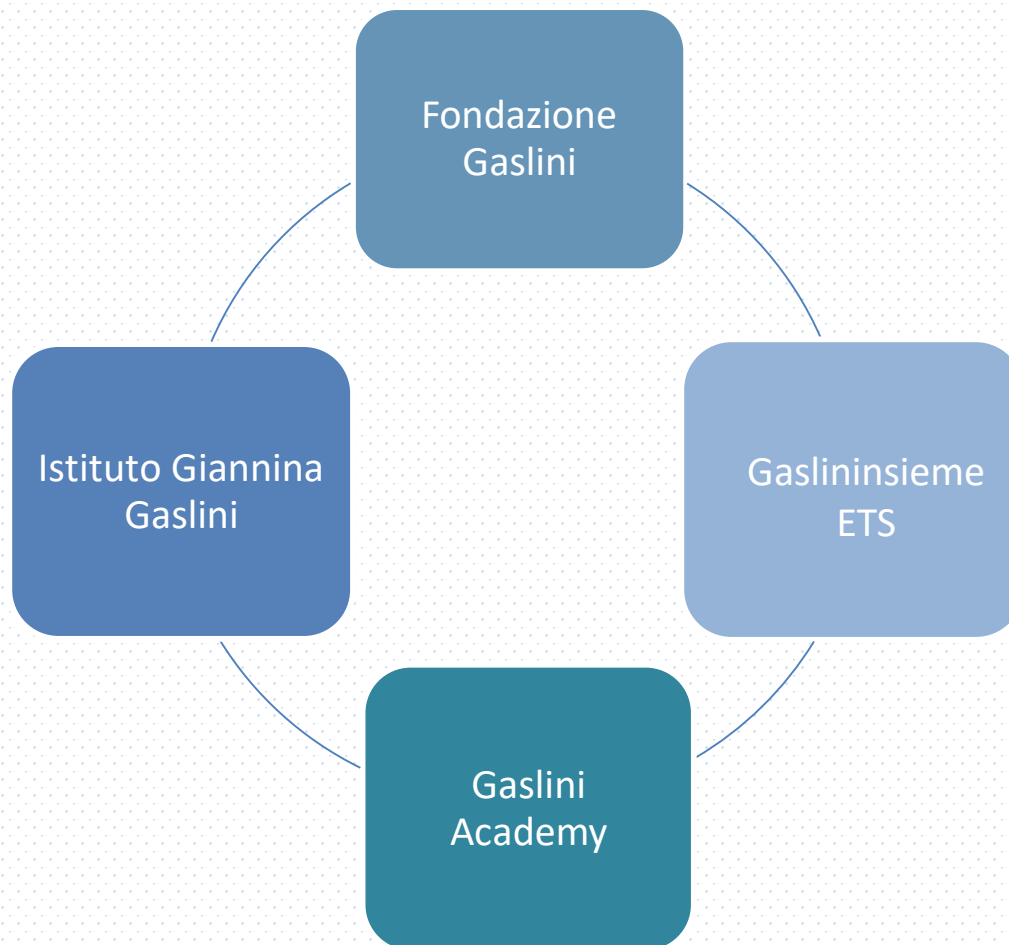 Fondazione
Gaslini
Istituto Giannina
Gaslini
Gaslininsieme
ETS
Gaslini
Academy